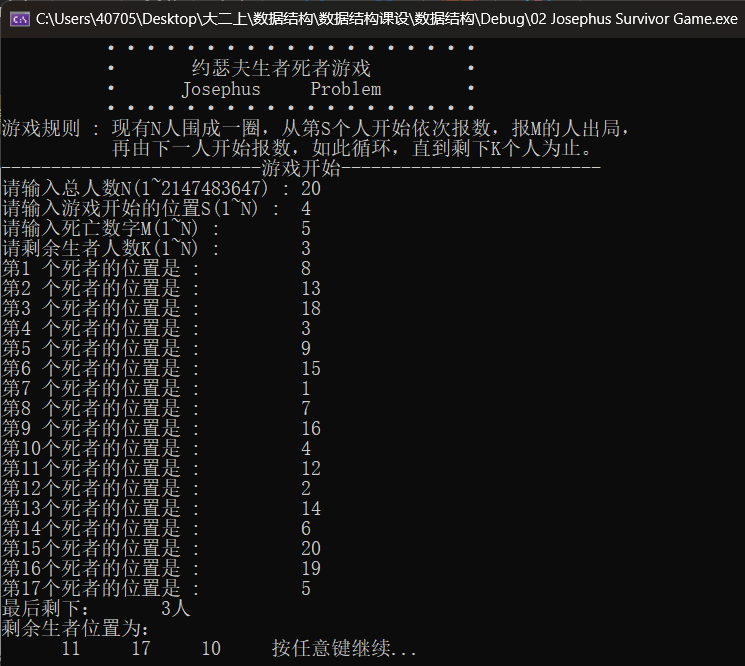 C:\Users\40705\Desktop\大二上\数据结构\数据结构课设\数据结构\Debug\02 Josephus Survivor Game.exe
约瑟夫生者死者游戏
Josephus Problem
游戏规则 : 现有N人围成一圈, 从第S个人开始依次报数, 报M的人出局,
再由下一人开始报数, 如此循环, 直到剩下K个人为止。
--------------------------游戏开始--------------------------
请输入总人数N(1~2147483647) : 20
请输入游戏开始的位置S(1~N) : 4
请输入死亡数字M(1~N) : 5
请剩余生者人数K(1~N) : 3
第1 个死者的位置是 : 8
第2 个死者的位置是 : 13
第3 个死者的位置是 : 18
第4 个死者的位置是 : 3
第5 个死者的位置是 : 9
第6 个死者的位置是 : 15
第7 个死者的位置是 : 1
第8 个死者的位置是 : 7
第9 个死者的位置是 : 16
第10个死者的位置是 : 4
第11个死者的位置是 : 12
第12个死者的位置是 : 2
第13个死者的位置是 : 14
第14个死者的位置是 : 6
第15个死者的位置是 : 20
第16个死者的位置是 : 19
第17个死者的位置是 : 5
最后剩下: 3人
剩余生者位置为:
11 17 10 按任意键继续...